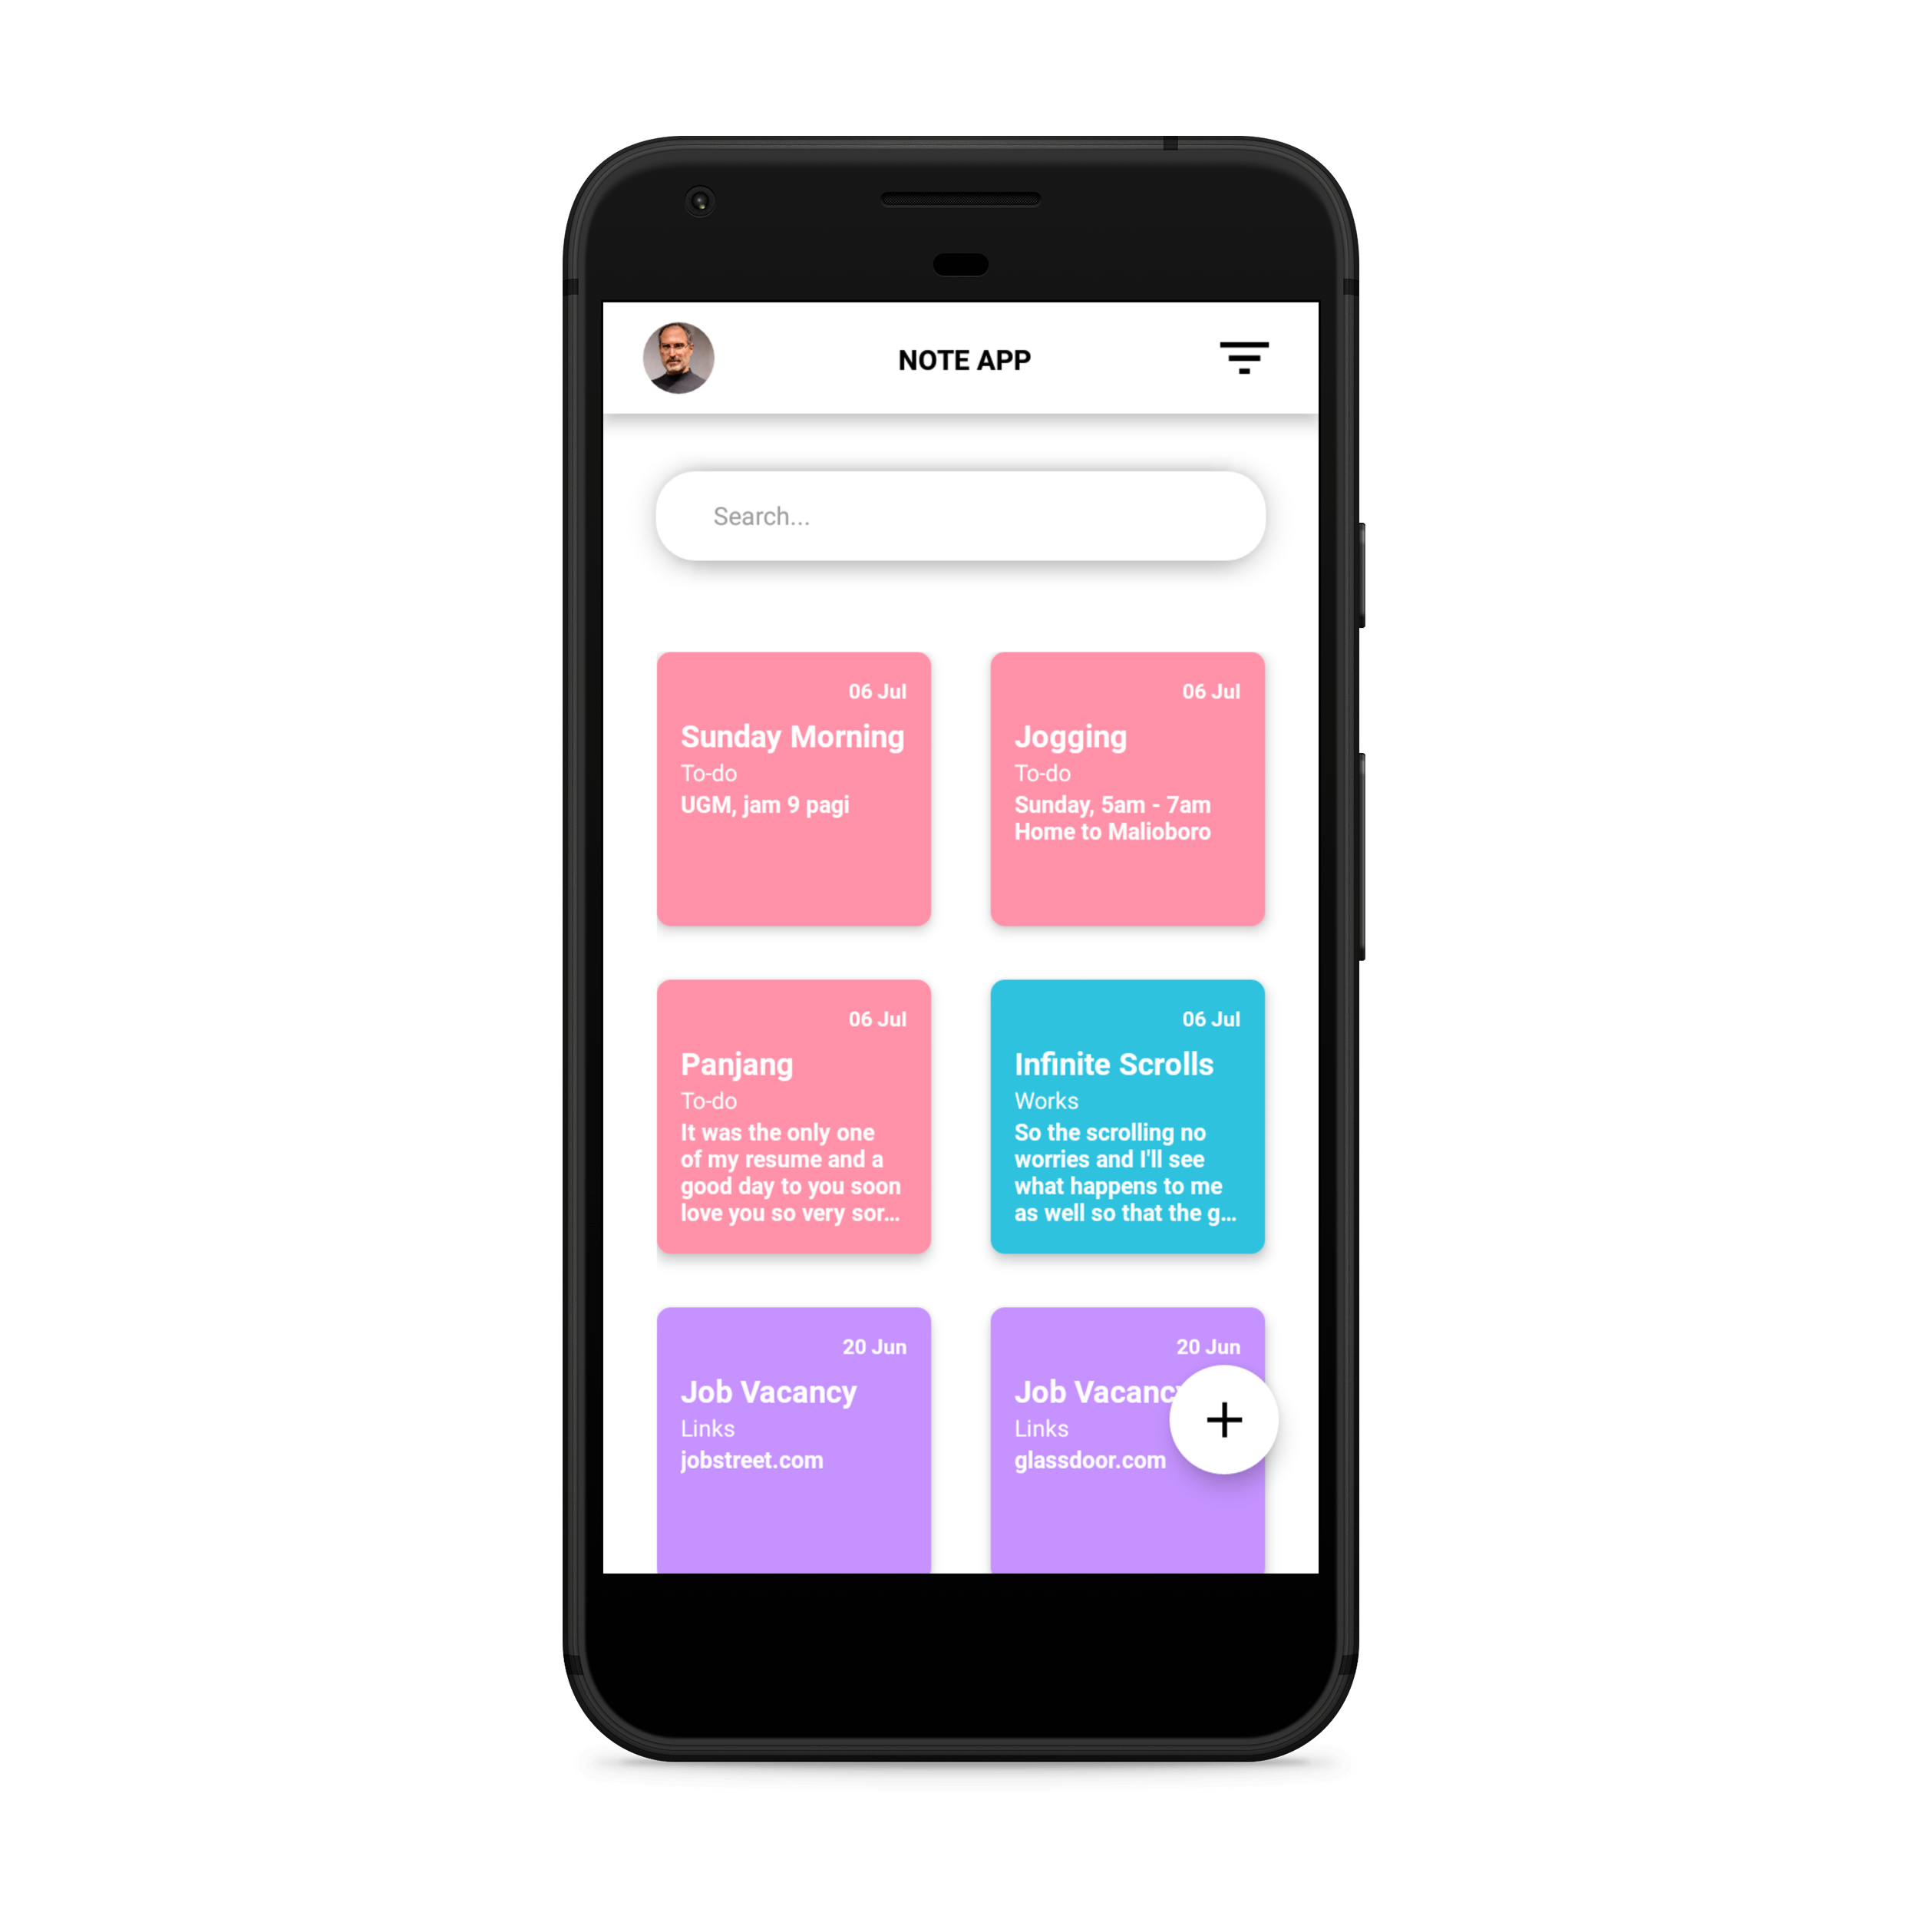 NOTE APP
Search...
06 Jul
Sunday Morning
To-do
UGM, jam 9 pagi
06 Jul
Jogging
To-do
Sunday, 5am - 7am
Home to Malioboro
06 Jul
Panjang
To-do
It was the only one
of my resume and a
good day to you soon
love you so very sor...
06 Jul
Infinite Scrolls
Works
So the scrolling no
worries and I'll see
what happens to me
as well so that the g...
20 Jun
Job Vacancy
Links
jobstreet.com
20 Jun
Job Vacancy
Links
glassdoor.com